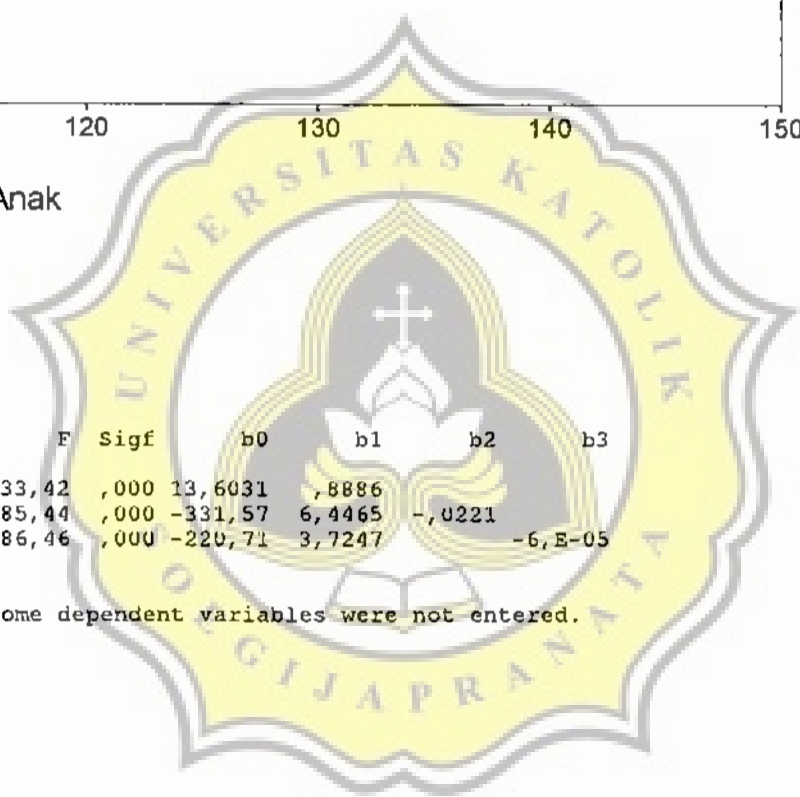 120 130 140 150
Anak
UNIVERSITAS KATOLIK
F Sigf b0 b1 b2 b3
33,42 ,000 13,6031 ,8886
85,44 ,000 -331,57 6,4465 -,0221
86,46 ,000 -220,71 3,7247 -6,E-05
ome dependent variables were not entered.
SOEGIJAPRANATA